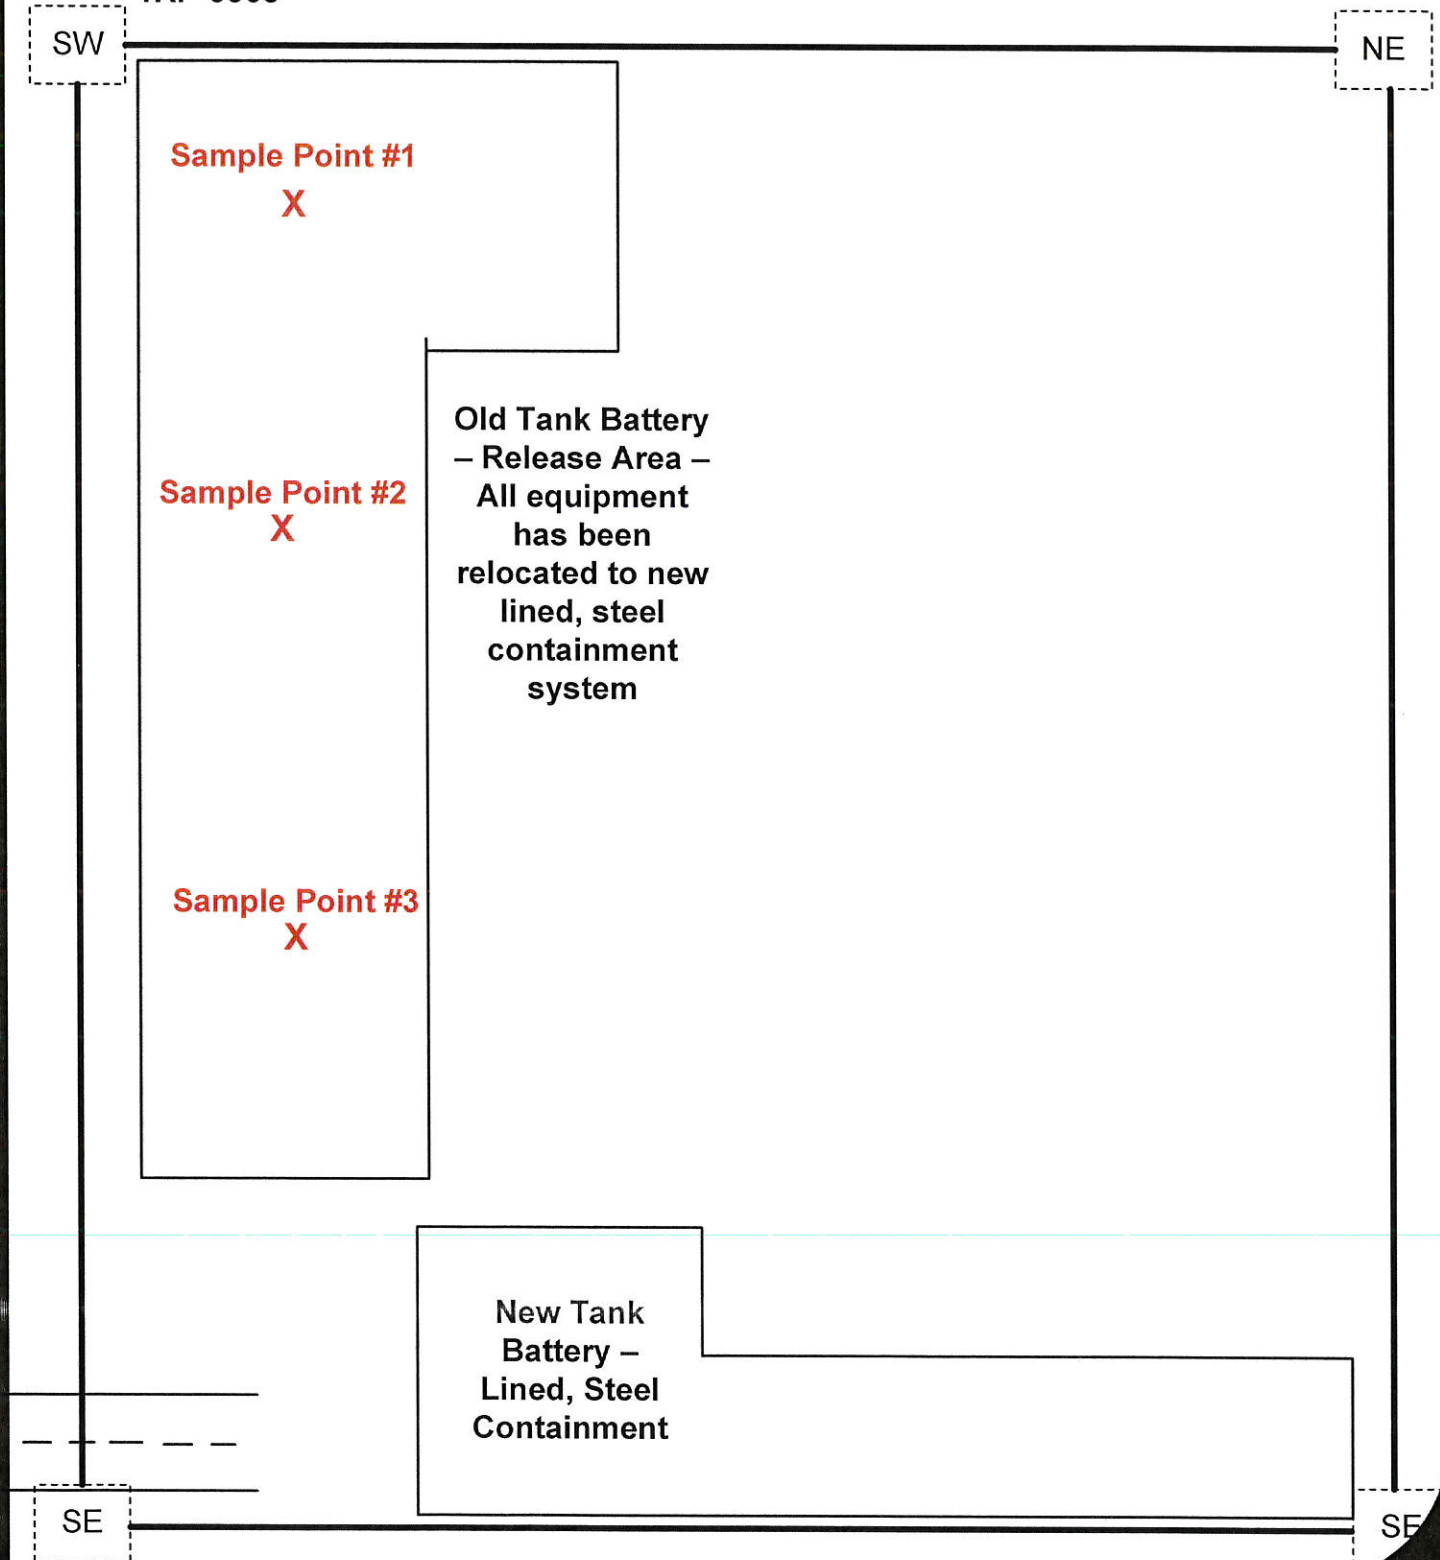 SW
NE
Sample Point #1
X
Old Tank Battery
– Release Area –
All equipment
has been
relocated to new
lined, steel
containment
system
Sample Point #2
X
Sample Point #3
X
New Tank
Battery –
Lined, Steel
Containment
SE
SE